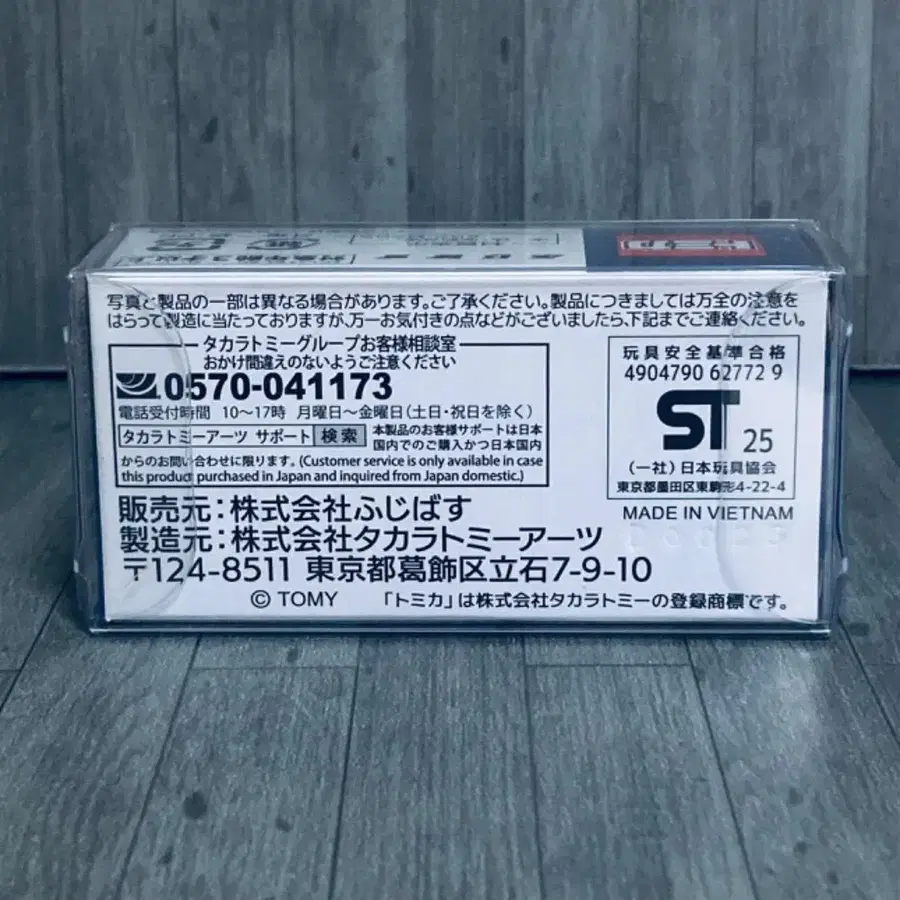 トミカ
写真と製品の一部は異なる場合があります。ご了承ください。製品につきましては万全の注意を
はらって製造に当たっておりますが、万一お気付きの点などがございましたら、下記までご連絡ください。
タカラトミーグループお客様相談室
おかけ間違えのないようご注意ください
0570-041173
電話受付時間 10〜17時 月曜日〜金曜日(土日・祝日を除く)
タカラトミーアーツ サポート 検索
本製品のお客様サポートは日本
国内でのご購入かつ日本国内
からのお問い合わせに限ります。(Customer service is only available in case
this product purchased in Japan and inquired from Japan domestic.)
玩具安全基準合格
4904790 62772 9
ST 25
(一社)日本玩具協会
東京都墨田区東駒形4-22-4
MADE IN VIETNAM
販売元:株式会社ふじばす
製造元:株式会社タカラトミーアーツ
〒124-8511 東京都葛飾区立石7-9-10
© TOMY 「トミカ」は株式会社タカラトミーの登録商標です。